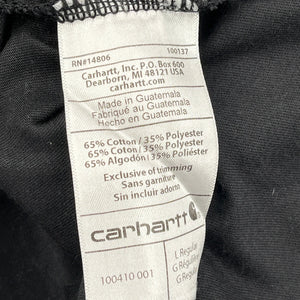 RN#14806 100137
Carhartt, Inc. P.O. Box 600
Dearborn, MI 48121 USA
carhartt.com
Made in Guatemala
Fabriqué au Guatemala
Hecho en Guatemala
65% Cotton / 35% Polyester
65% Coton / 35% Polyester
65% Algodón / 35% Poliéster
Exclusive of trimming
Sans garniture
Sin incluir adorno
carhartt
100410 001
L Regular
G Régulier
G